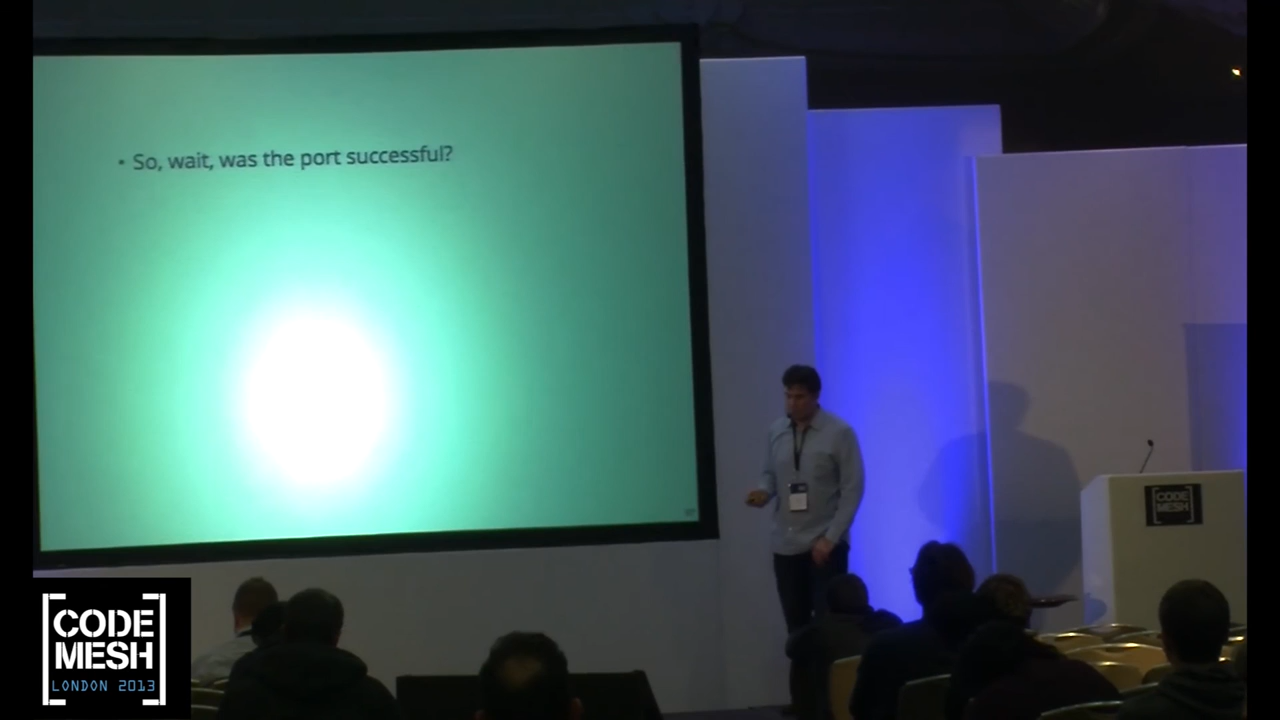 • So, wait, was the port successful?
CODE
MESH
CODE
MESH
LONDON 2013